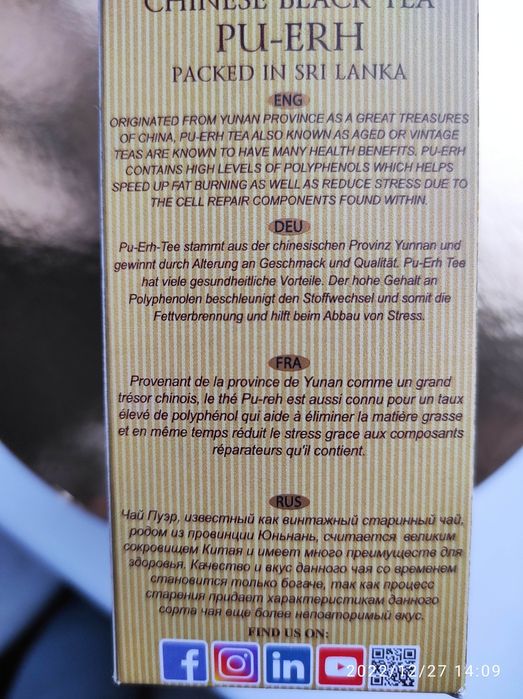 CHINESE BLACK TEA
PU-ERH
PACKED IN SRI LANKA
ENG
ORIGINATED FROM YUNAN PROVINCE AS A GREAT TREASURES
OF CHINA, PU-ERH TEA ALSO KNOWN AS AGED OR VINTAGE
TEAS ARE KNOWN TO HAVE MANY HEALTH BENEFITS. PU-ERH
CONTAINS HIGH LEVELS OF POLYPHENOLS WHICH HELPS
SPEED UP FAT BURNING AS WELL AS REDUCE STRESS DUE TO
THE CELL REPAIR COMPONENTS FOUND WITHIN.
DEU
Pu-Erh-Tee stammt aus der chinesischen Provinz Yunnan und
gewinnt durch Alterung an Geschmack und Qualität. Pu-Erh Tee
hat viele gesundheitliche Vorteile. Der hohe Gehalt an
Polyphenolen beschleunigt den Stoffwechsel und somit die
Fettverbrennung und hilft beim Abbau von Stress.
FRA
Provenant de la province de Yunan comme un grand
trésor chinois, le thé Pu-reh est aussi connu pour un taux
élevé de polyphénol qui aide à éliminer la matière grasse
et en même temps réduit le stress grace aux composants
réparateurs qu'il contient.
RUS
Чай Пуэр, известный как винтажный старинный чай,
родом из провинции Юньнань, считается великим
сокровищем Китая и имеет много преимуществ для
здоровья. Качество и вкус данного чая со временем
становится только богаче, так как процесс
старения придает характеристикам данного
сорта чая еще более неповторимый вкус.
FIND US ON:
2022/12/27 14:09